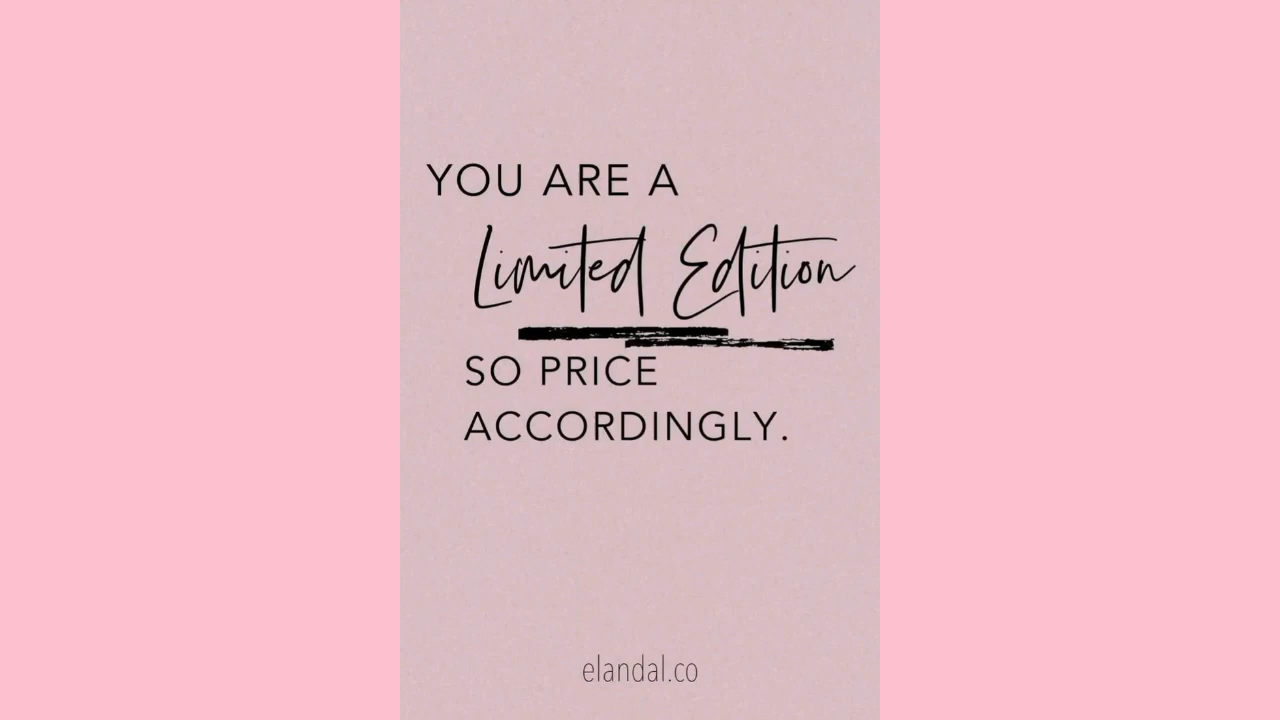 YOU ARE A
Limited Edition
SO PRICE
ACCORDINGLY.
elandal.co